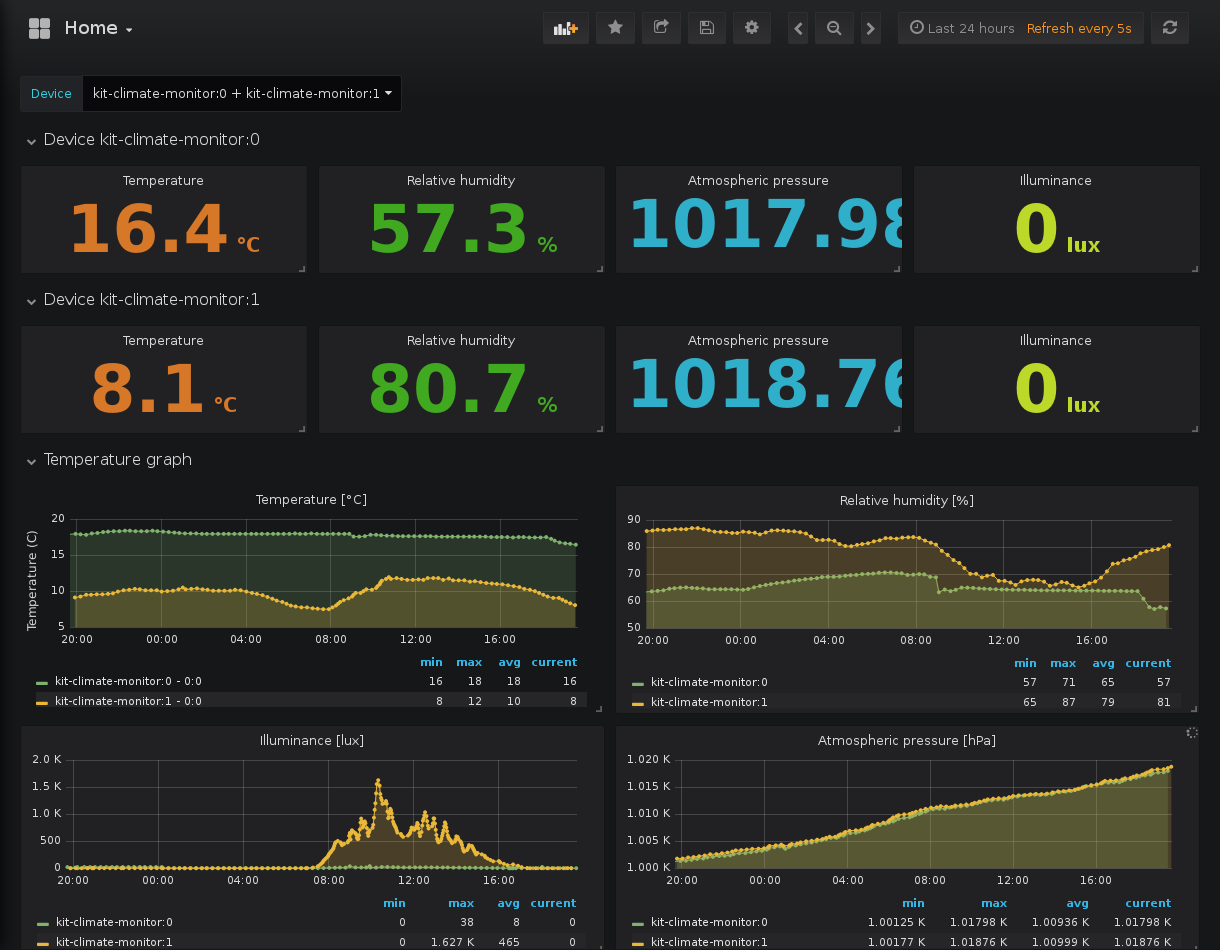 Home
Last 24 hours Refresh every 5s
Device kit-climate-monitor:0 + kit-climate-monitor:1
Device kit-climate-monitor:0
Temperature Relative humidity Atmospheric pressure Illuminance
16.4 °C 57.3 % 1017.98 0 lux
Device kit-climate-monitor:1
Temperature Relative humidity Atmospheric pressure Illuminance
8.1 °C 80.7 % 1018.76 0 lux
Temperature graph
Temperature [°C]
Temperature (C)
20
15
10
5
20:00 00:00 04:00 08:00 12:00 16:00
min max avg current
kit-climate-monitor:0 - 0:0 16 18 18 16
kit-climate-monitor:1 - 0:0 8 12 10 8
Relative humidity [%]
90
80
70
60
50
20:00 00:00 04:00 08:00 12:00 16:00
min max avg current
kit-climate-monitor:0 57 71 65 57
kit-climate-monitor:1 65 87 79 81
Illuminance [lux]
2.0 K
1.5 K
1.0 K
500
0
20:00 00:00 04:00 08:00 12:00 16:00
min max avg current
kit-climate-monitor:0 0 38 8 0
kit-climate-monitor:1 0 1.627 K 465 0
Atmospheric pressure [hPa]
1.020 K
1.015 K
1.010 K
1.005 K
1.000 K
20:00 00:00 04:00 08:00 12:00 16:00
min max avg current
kit-climate-monitor:0 1.00125 K 1.01798 K 1.00936 K 1.01798 K
kit-climate-monitor:1 1.00177 K 1.01876 K 1.00999 K 1.01876 K